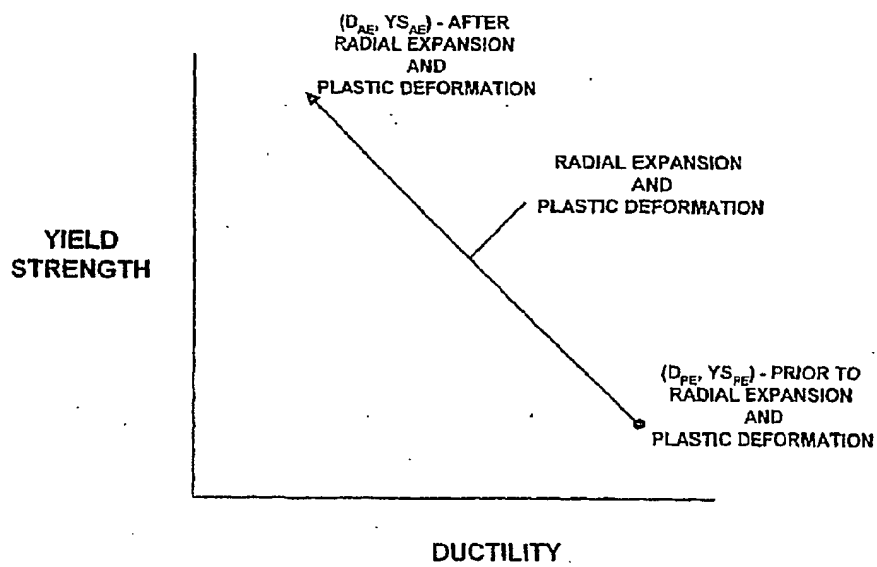 (D_AE, YS_AE) - AFTER
RADIAL EXPANSION
AND
PLASTIC DEFORMATION
RADIAL EXPANSION
AND
PLASTIC DEFORMATION
YIELD
STRENGTH
(D_PE, YS_PE) - PRIOR TO
RADIAL EXPANSION
AND
PLASTIC DEFORMATION
DUCTILITY